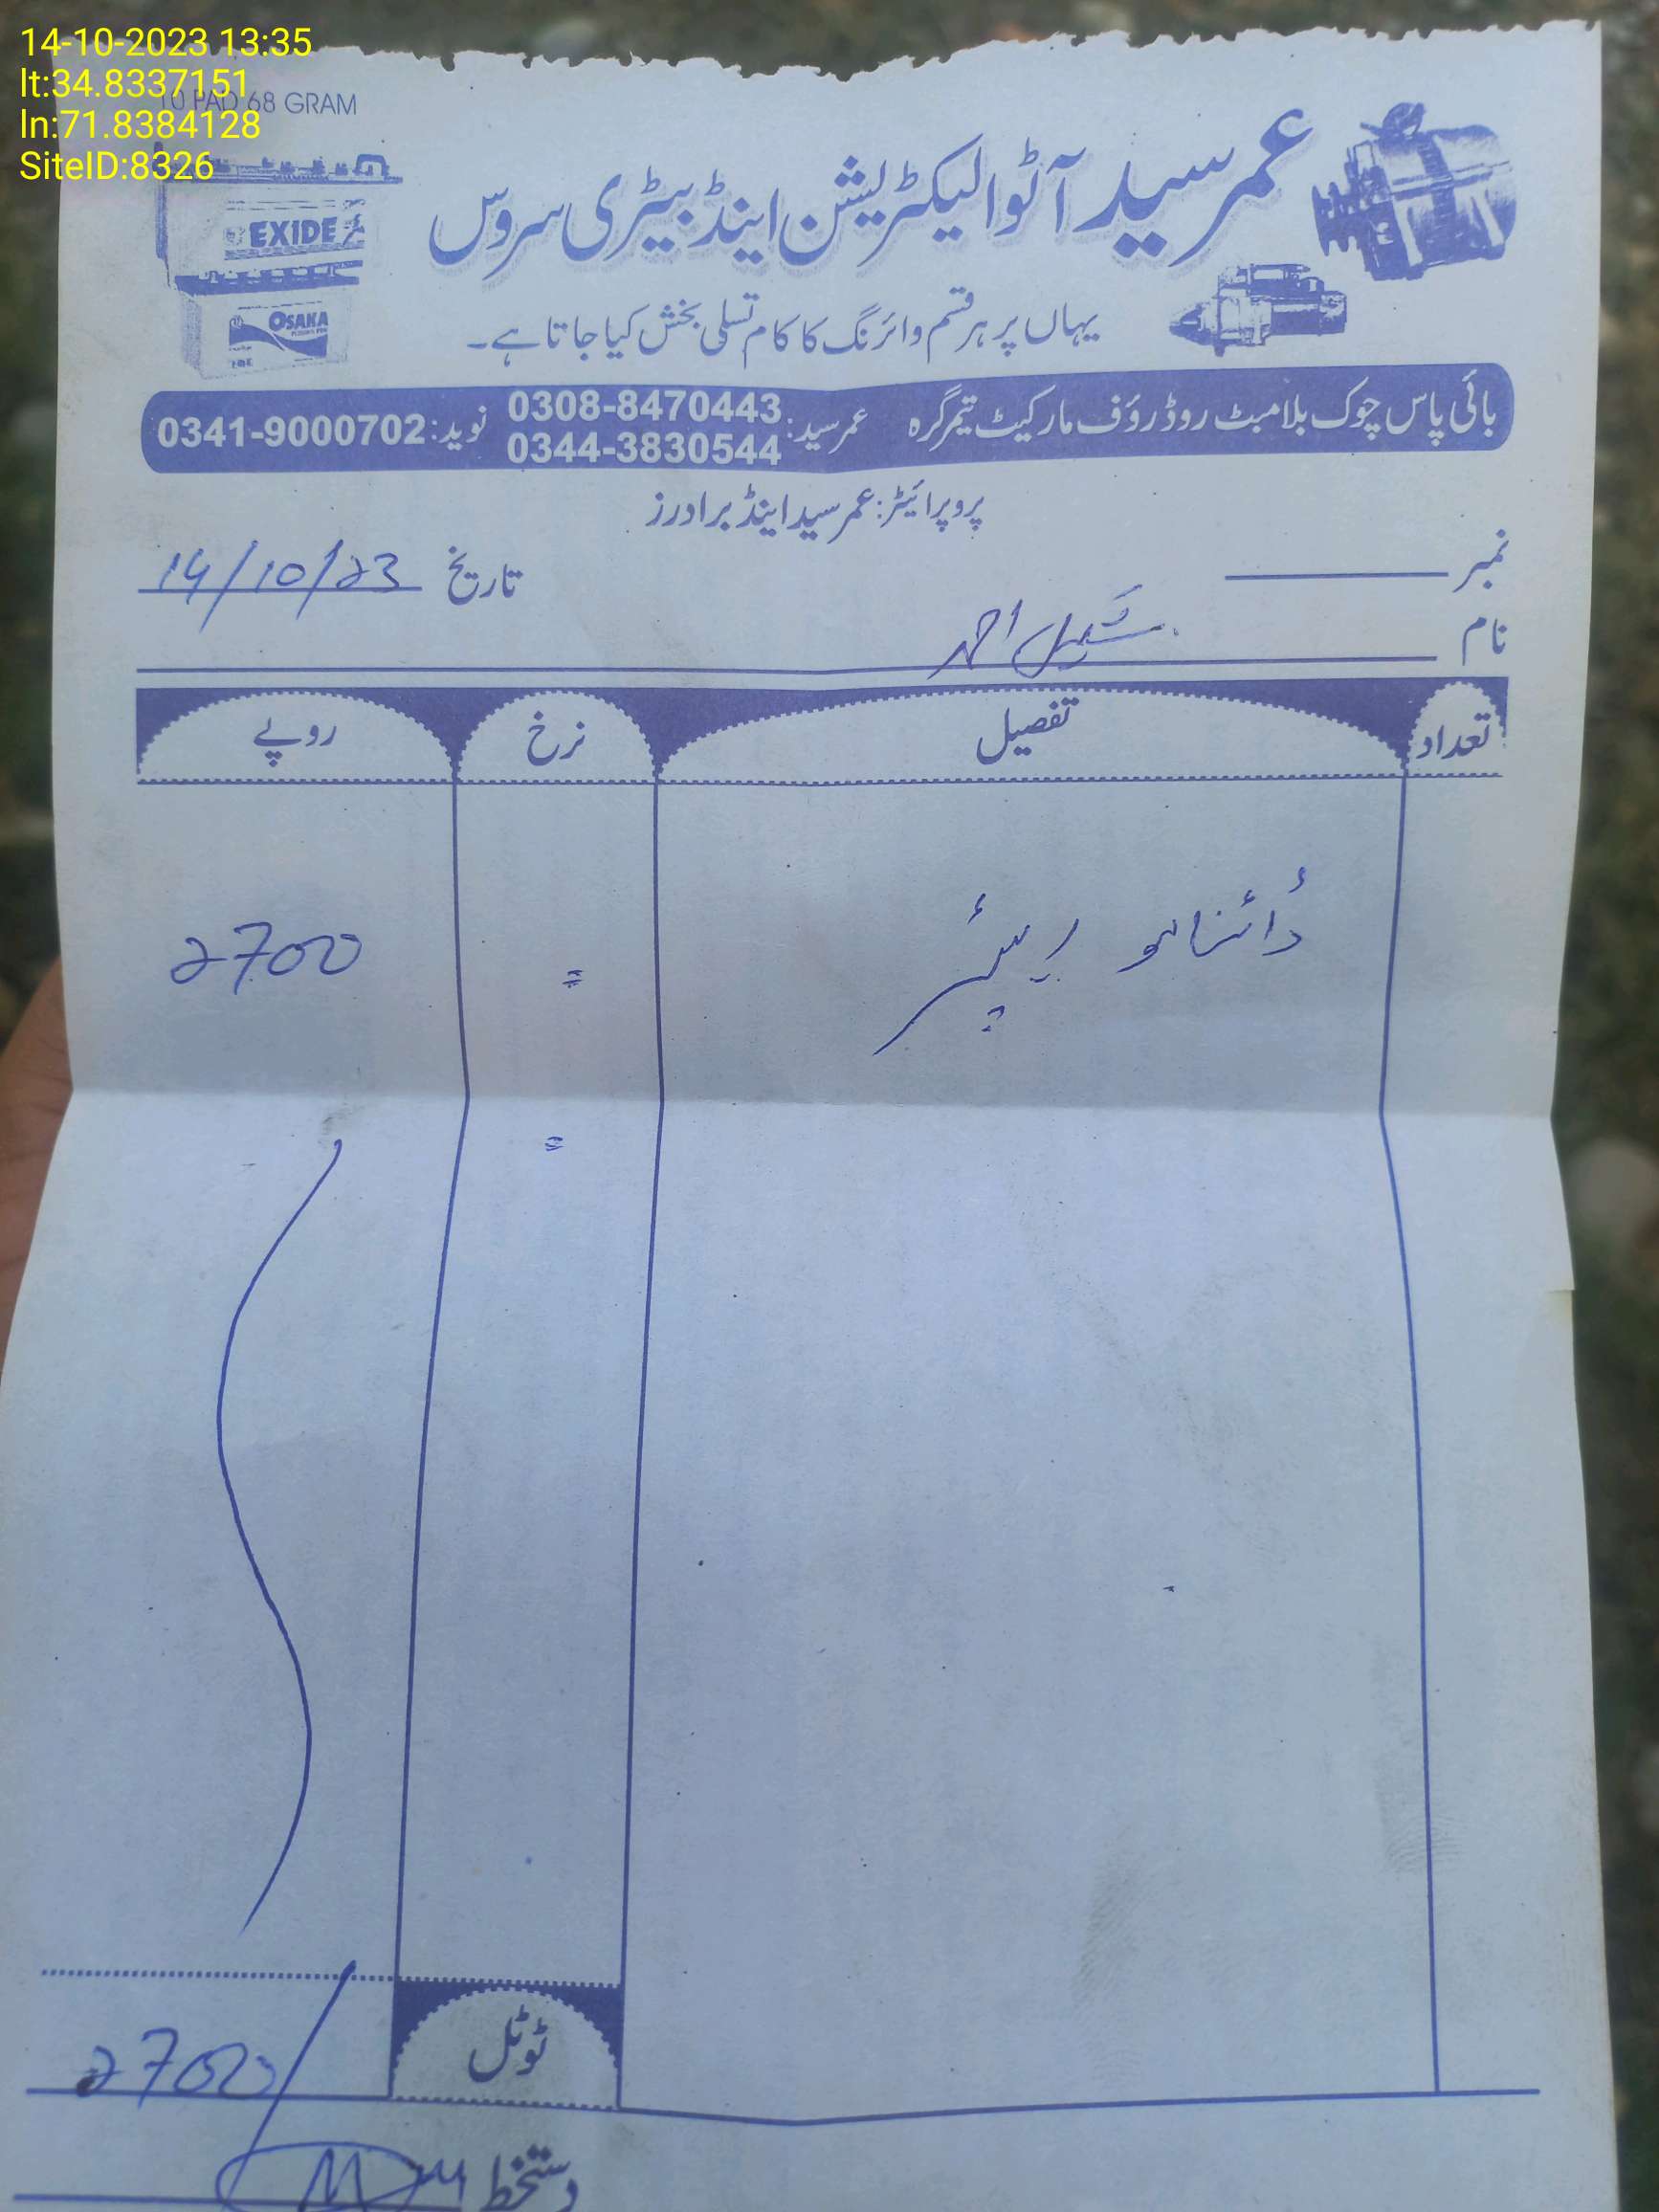 14-10-2023 13:35
lt:34.8337151
ln:71.8384128
SiteID:8326
10 PAD 68 GRAM
EXIDE
OSAKA
عمر سید آٹو الیکٹریشن اینڈ بیٹری سروس
یہاں پر ہر قسم وائرنگ کا کام تسلی بخش کیا جاتا ہے۔
بائی پاس چوک بلامبٹ روڈ رؤف مارکیٹ تیمرگرہ عمر سید: 0308-8470443 0344-3830544 نوید: 0341-9000702
پروپرائیٹر: عمر سید اینڈ برادرز
نمبر
تاریخ 14/10/23
نام احمد
تعداد تفصیل نرخ روپے
ڈائنامو ریپئر = 2700
=
ٹوٹل 2700/
دستخط